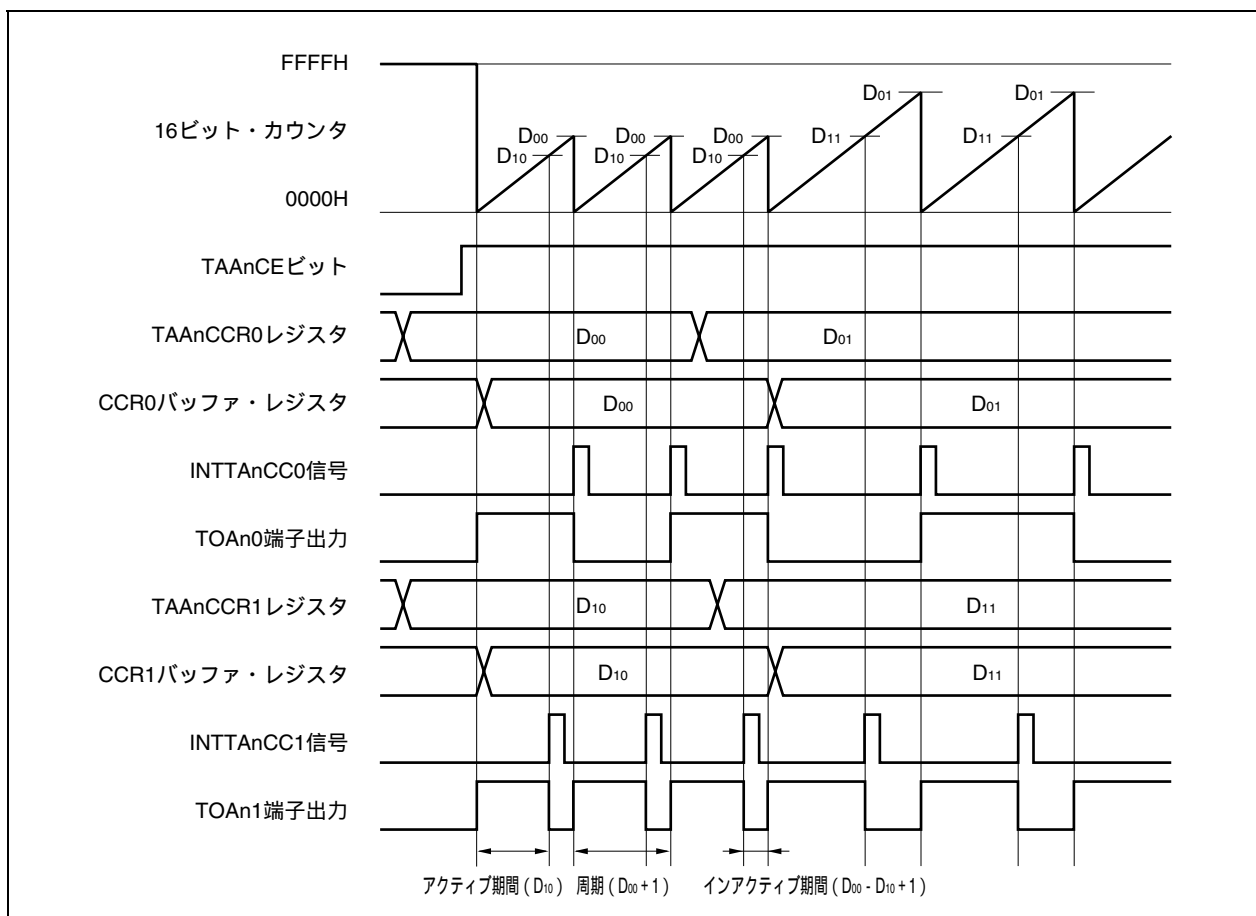 FFFFH
D01 D01
16ビット・カウンタ D00 D00 D00 D11 D11
D10 D10 D10
0000H
TAAnCEビット
TAAnCCR0レジスタ D00 D01
CCR0バッファ・レジスタ D00 D01
INTTAnCC0信号
TOAn0端子出力
TAAnCCR1レジスタ D10 D11
CCR1バッファ・レジスタ D10 D11
INTTAnCC1信号
TOAn1端子出力
アクティブ期間(D10) 周期(D00+1) インアクティブ期間(D00 - D10+1)